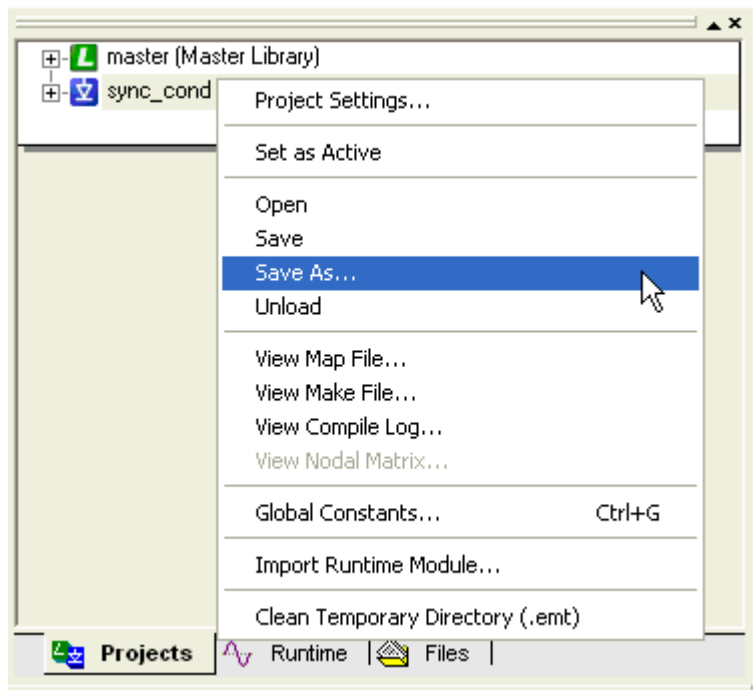 master (Master Library)
sync_cond
Project Settings...
Set as Active
Open
Save
Save As...
Unload
View Map File...
View Make File...
View Compile Log...
View Nodal Matrix...
Global Constants... Ctrl+G
Import Runtime Module...
Clean Temporary Directory (.emt)
Projects Runtime Files